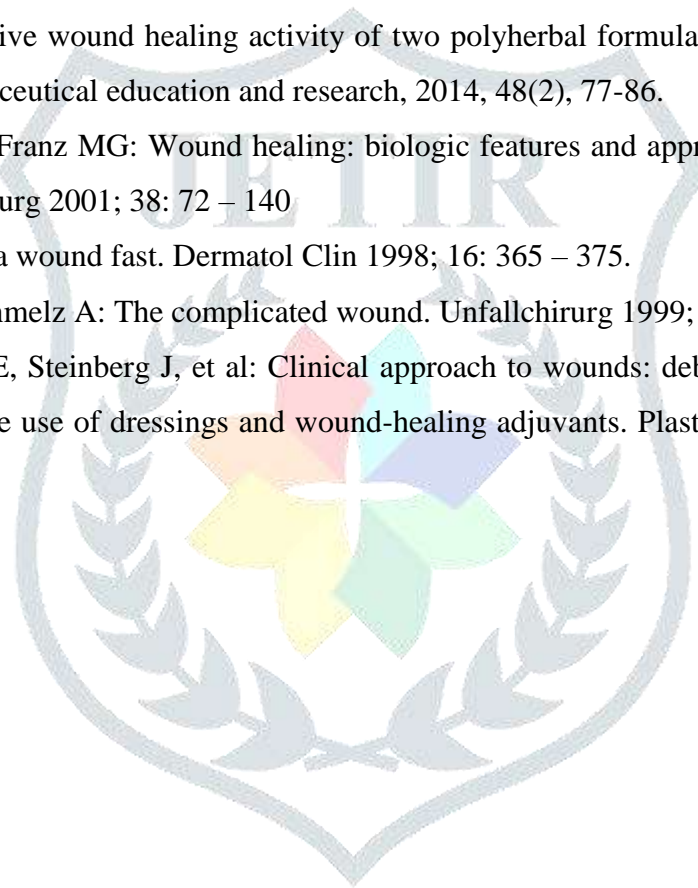 ive wound healing activity of two polyherbal formula
ceutical education and research, 2014, 48(2), 77-86.
Franz MG: Wound healing: biologic features and appr
urg 2001; 38: 72 – 140
a wound fast. Dermatol Clin 1998; 16: 365 – 375.
nmelz A: The complicated wound. Unfallchirurg 1999;
E, Steinberg J, et al: Clinical approach to wounds: deb
e use of dressings and wound-healing adjuvants. Plast
JETIR